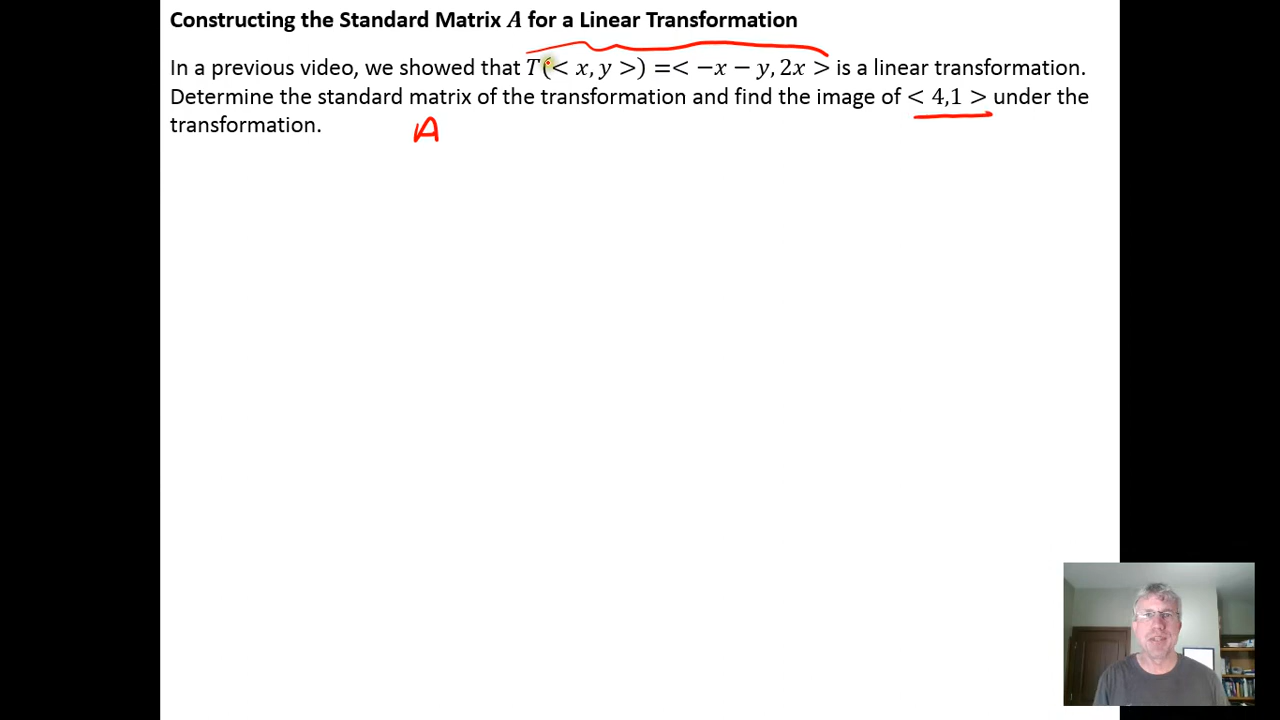 Constructing the Standard Matrix A for a Linear Transformation
In a previous video, we showed that T(< x, y >) =< −x − y, 2x > is a linear transformation.
Determine the standard matrix of the transformation and find the image of < 4,1 > under the
transformation.
A